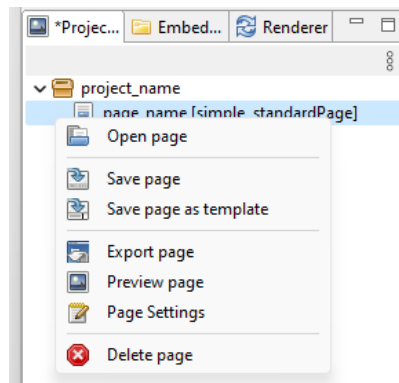 *Projec... Embed... Renderer
project_name
page_name [simple_standardPage]
Open page
Save page
Save page as template
Export page
Preview page
Page Settings
Delete page